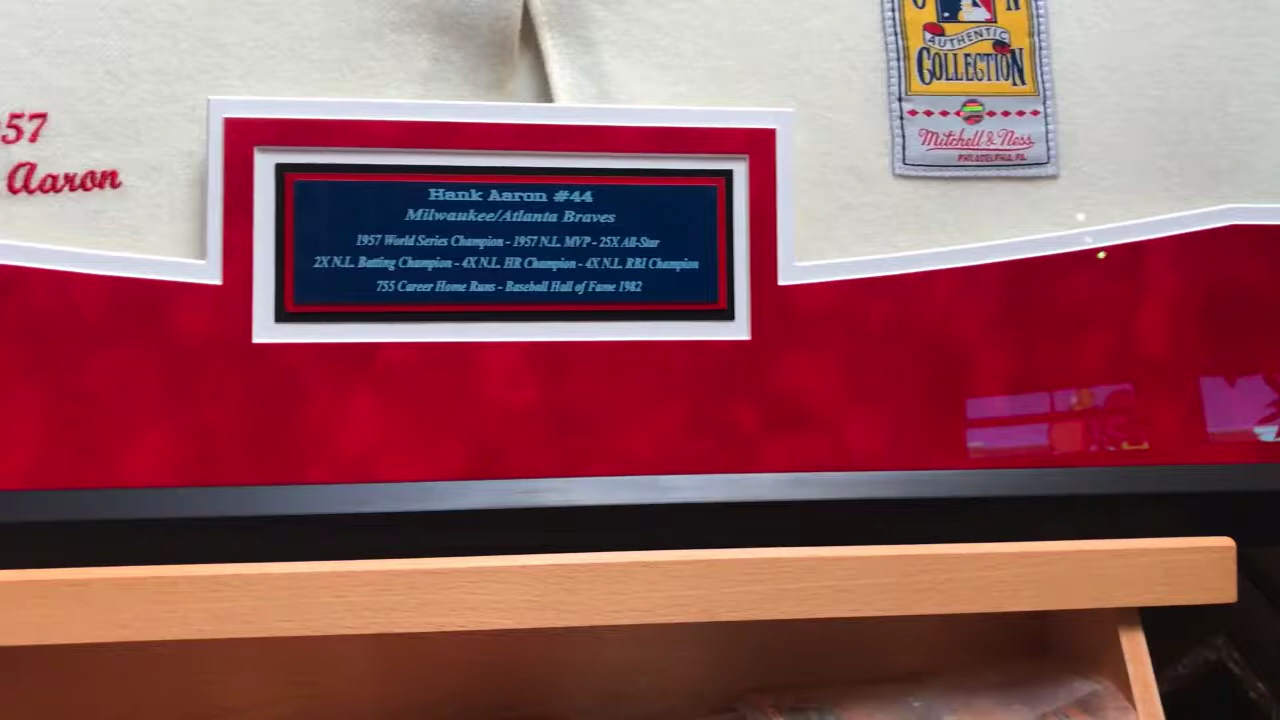 57
Aaron
AUTHENTIC
COLLECTION
Mitchell & Ness
PHILADELPHIA, PA.
Hank Aaron #44
Milwaukee/Atlanta Braves
1957 World Series Champion - 1957 N.L. MVP - 25X All-Star
2X N.L. Batting Champion - 4X N.L. HR Champion - 4X N.L. RBI Champion
755 Career Home Runs - Baseball Hall of Fame 1982